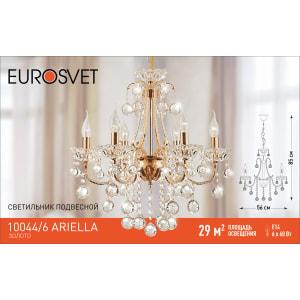 EUROSVET
85 см
56 см
СВЕТИЛЬНИК ПОДВЕСНОЙ
10044/6 ARIELLA
ЗОЛОТО
29 м²
ПЛОЩАДЬ
ОСВЕЩЕНИЯ
E14
6 x 60 Вт